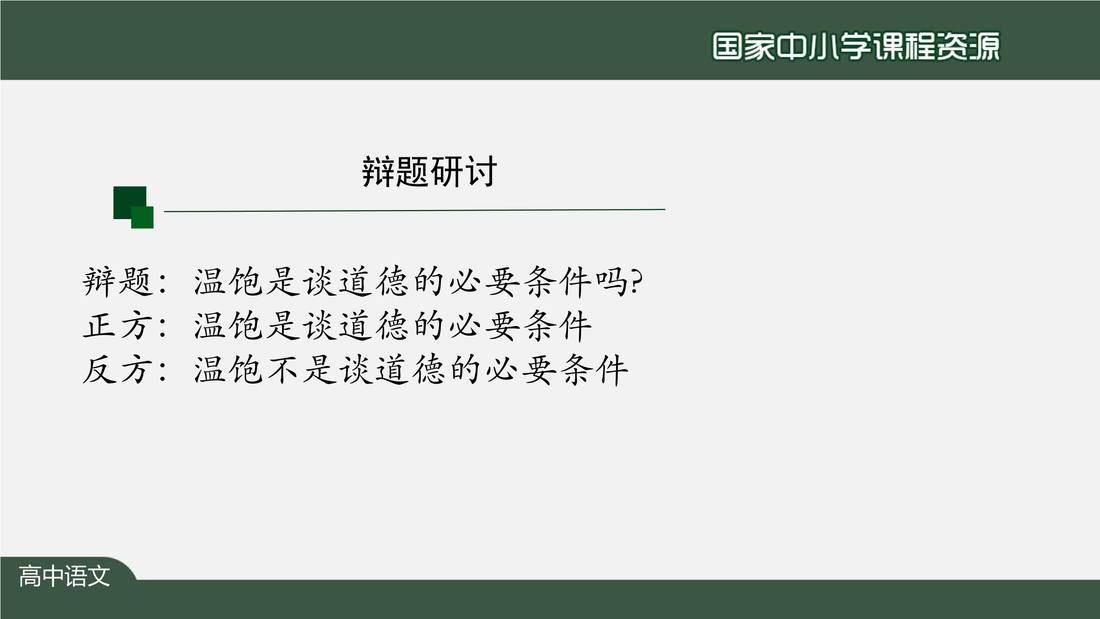 国家中小学课程资源
辩题研讨
辩题：温饱是谈道德的必要条件吗?
正方：温饱是谈道德的必要条件
反方：温饱不是谈道德的必要条件
高中语文